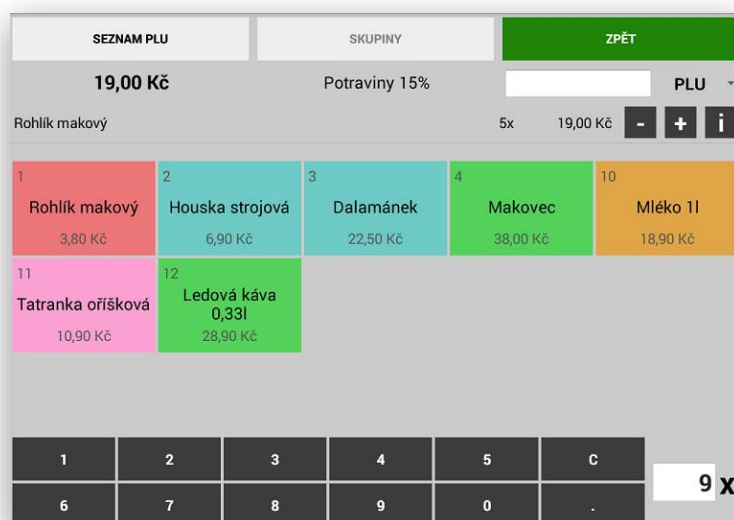 SEZNAM PLU
SKUPINY
ZPĚT
19,00 Kč
Potraviny 15%
PLU
Rohlík makový
5x
19,00 Kč
-
+
i
1
Rohlík makový
3,80 Kč
2
Houska strojová
6,90 Kč
3
Dalamánek
22,50 Kč
4
Makovec
38,00 Kč
10
Mléko 1l
18,90 Kč
11
Tatranka oříšková
10,90 Kč
12
Ledová káva
0,33l
28,90 Kč
1
2
3
4
5
C
6
7
8
9
0
.
9 X